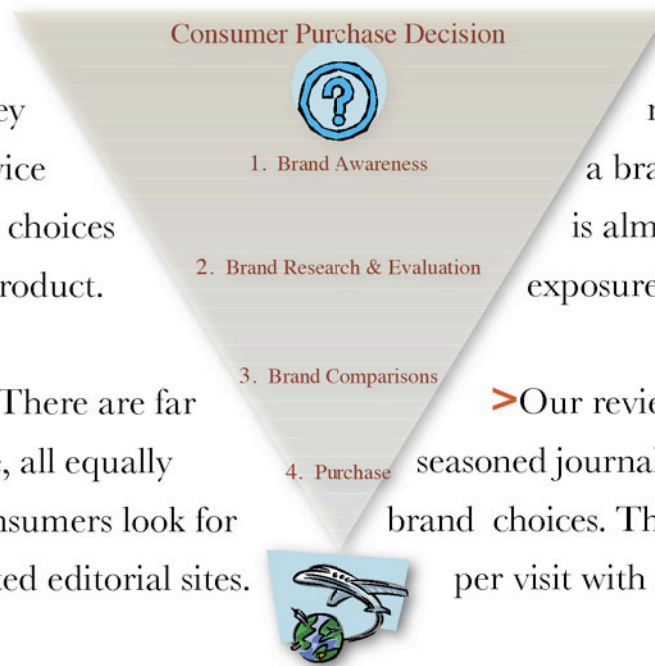 Consumer Purchase Decision
1. Brand Awareness
2. Brand Research & Evaluation
3. Brand Comparisons
4. Purchase
choices
roduct.
There are far
, all equally
nsumers look for
ted editorial sites.
a bra
is alm
exposure
>Our revie
seasoned journal
brand choices. Th
per visit with